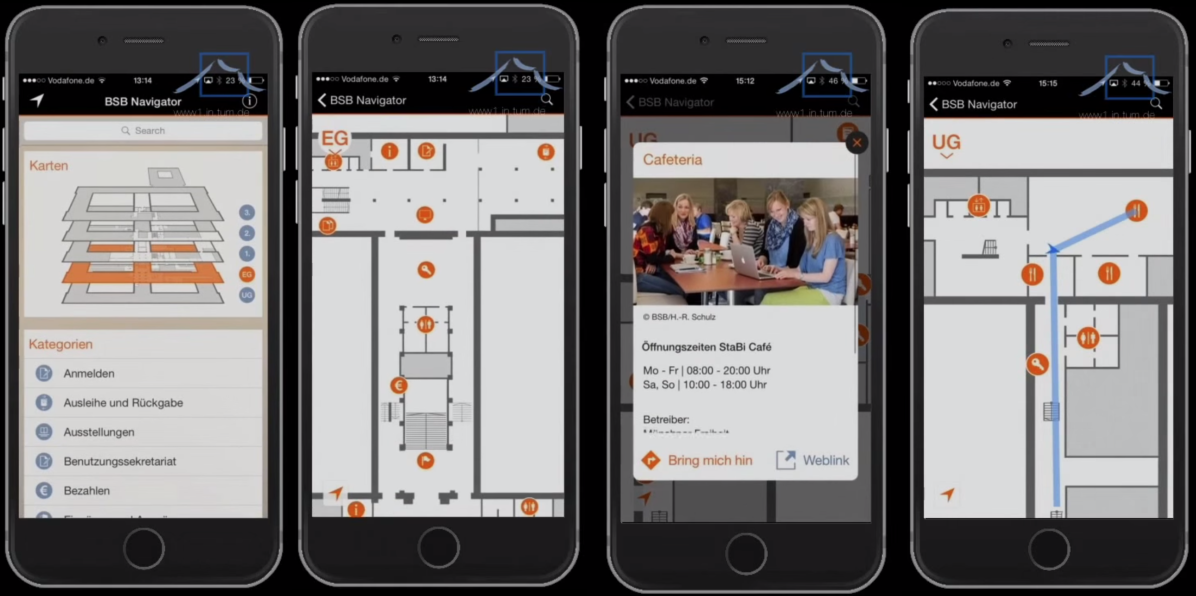 ●●●○○ Vodafone.de 13:14 23 %
BSB Navigator
www1.in.tum.de
Search
Karten
3.
2.
1.
EG
UG
Kategorien
Anmelden
Ausleihe und Rückgabe
Ausstellungen
Benutzungssekretariat
Bezahlen
●●●○○ Vodafone.de 13:14 23 %
BSB Navigator
www1.in.tum.de
EG
●●●○○ Vodafone.de 15:12 46 %
BSB Navigator
www1.in.tum.de
UG
Cafeteria
© BSB/H.-R. Schulz
Öffnungszeiten StaBi Café
Mo - Fr | 08:00 - 20:00 Uhr
Sa, So | 10:00 - 18:00 Uhr
Betreiber:
Bring mich hin
Weblink
●●○○○ Vodafone.de 15:15 44 %
BSB Navigator
www1.in.tum.de
UG